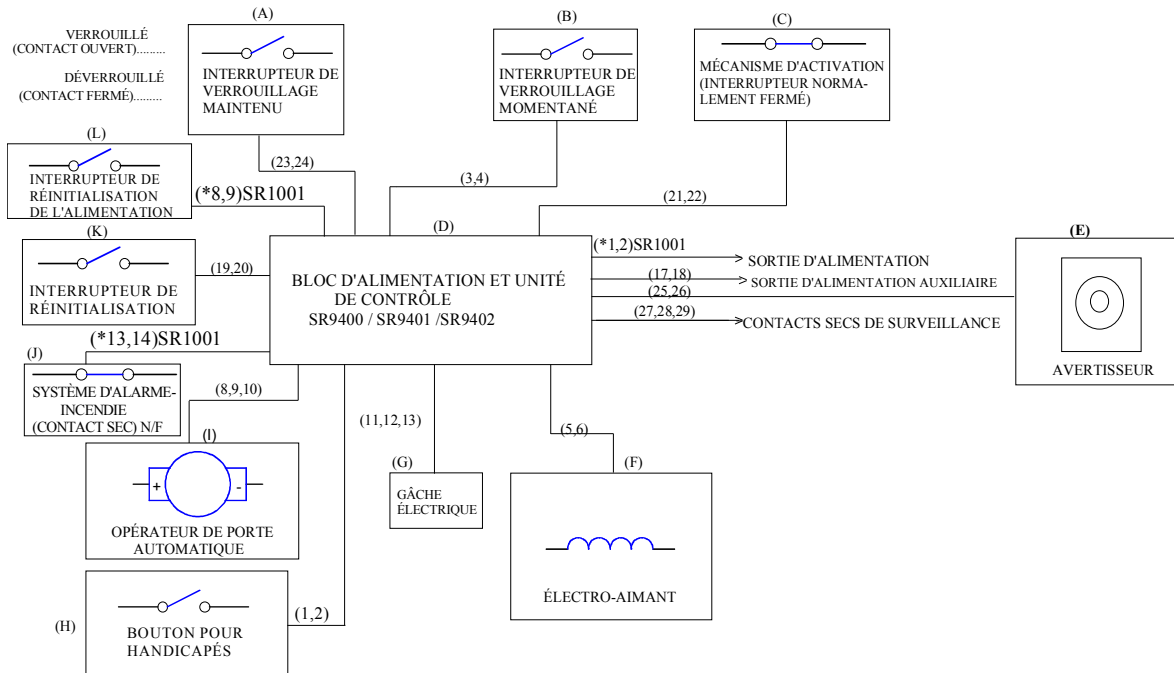 VERROUILLÉ
(CONTACT OUVERT).........
DÉVERROUILLÉ
(CONTACT FERMÉ).........
(A)
INTERRUPTEUR DE
VERROUILLAGE
MAINTENU
(B)
INTERRUPTEUR DE
VERROUILLAGE
MOMENTANÉ
(C)
MÉCANISME D'ACTIVATION
(INTERRUPTEUR NORMA-
LEMENT FERMÉ)
(L)
INTERRUPTEUR DE
RÉINITIALISATION
DE L'ALIMENTATION
(23,24)
(3,4)
(21,22)
(*8,9)SR1001
(K)
INTERRUPTEUR DE
RÉINITIALISATION
(19,20)
(D)
BLOC D'ALIMENTATION ET UNITÉ
DE CONTRÔLE
SR9400 / SR9401 /SR9402
(*1,2)SR1001
SORTIE D'ALIMENTATION
(17,18)
SORTIE D'ALIMENTATION AUXILIAIRE
(25,26)
(27,28,29)
CONTACTS SECS DE SURVEILLANCE
(E)
AVERTISSEUR
(*13,14)SR1001
(J)
SYSTÈME D'ALARME-
INCENDIE
(CONTACT SEC) N/F
(8,9,10)
(I)
+
-
OPÉRATEUR DE PORTE
AUTOMATIQUE
(11,12,13)
(G)
GÂCHE
ÉLECTRIQUE
(5,6)
(F)
ÉLECTRO-AIMANT
(H)
BOUTON POUR
HANDICAPÉS
(1,2)